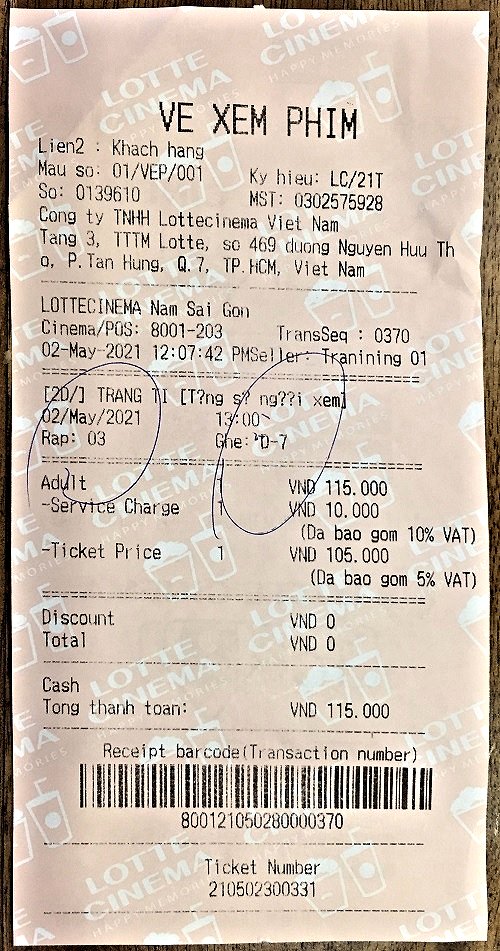 VE XEM PHIM
Lien2 : Khach hang
Mau so: 01/VEP/001 Ky hieu: LC/21T
So: 0139610 MST: 0302575928
Cong ty TNHH Lottecinema Viet Nam
Tang 3, TTTM Lotte, so 469 duong Nguyen Huu Th
o, P.Tan Hung, Q.7, TP.HCM, Viet Nam
LOTTECINEMA Nam Sai Gon
Cinema/POS: 8001-203 TransSeq : 0370
02-May-2021 12:07:42 PMSeller: Tranining 01
[2D/] TRANG TI [T?ng s? ng??i xem]
02/May/2021 13:00~
Rap: 03 Ghe: D-7
Adult VND 115.000
-Service Charge 1 VND 10.000
(Da bao gom 10% VAT)
-Ticket Price 1 VND 105.000
(Da bao gom 5% VAT)
Discount VND 0
Total VND 0
Cash
Tong thanh toan: VND 115.000
Receipt barcode(Transaction number)
800121050280000370
Ticket Number
210502300331
LOTTE CINEMA
HAPPY MEMORIES